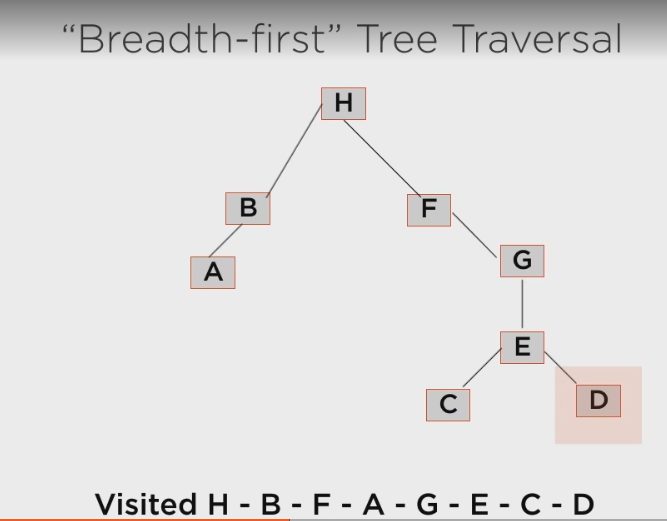 “Breadth-first” Tree Traversal
H
B
F
A
G
E
C
D
Visited H - B - F - A - G - E - C - D